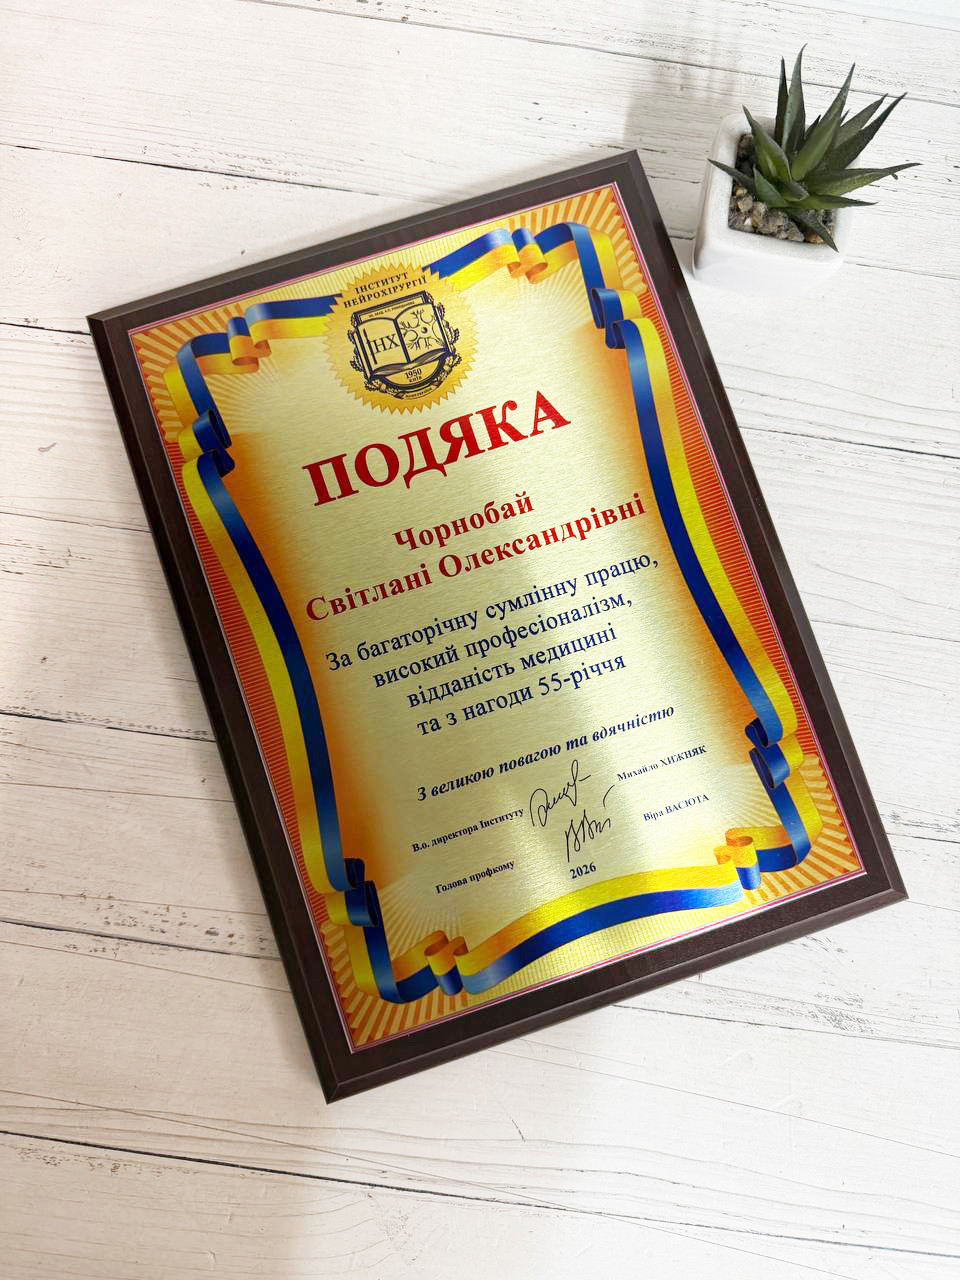 ІНСТИТУТ
НЕЙРОХІРУРГІЇ
ІНХ
1950
КИЇВ
ПОДЯКА
Чорнобай
Світлані Олександрівні
За багаторічну сумлінну працю,
високий професіоналізм,
відданість медицині
та з нагоди 55-річчя
З великою повагою та вдячністю
В.о. директора Інституту Михайло ХИЖНЯК
Голова профкому Віра ВАСЮТА
2026